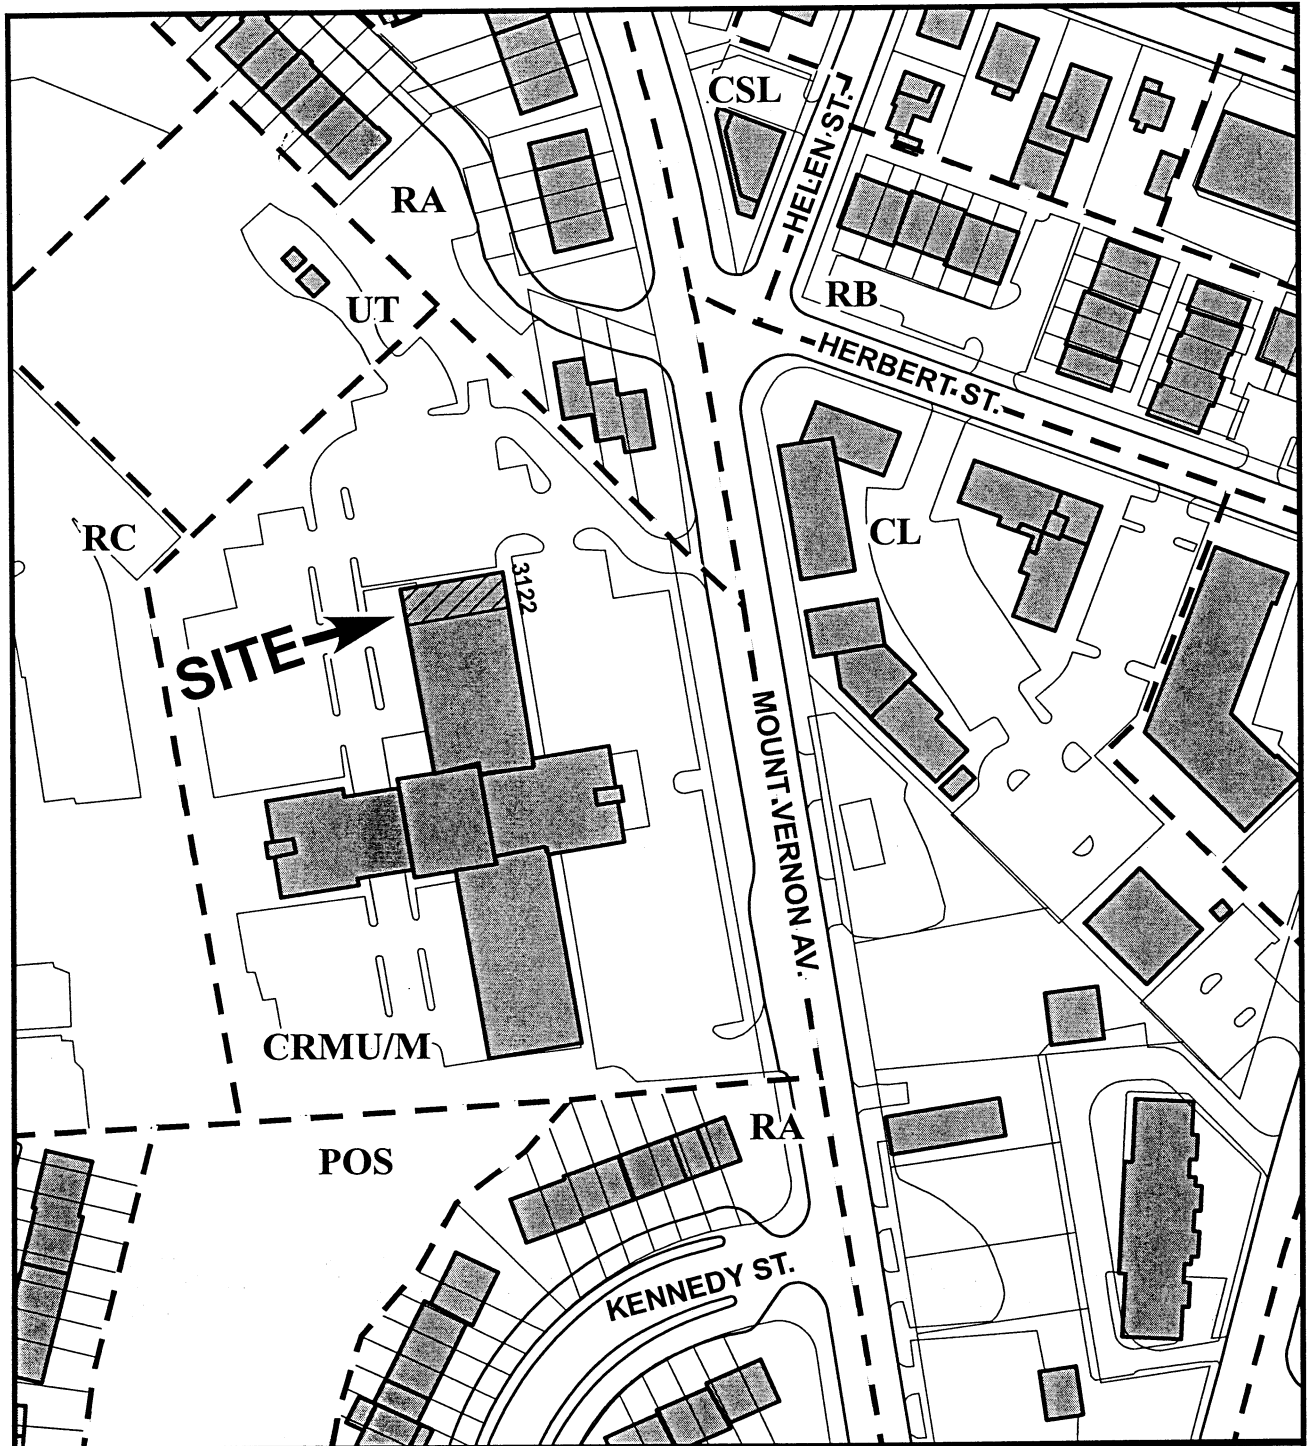 CSL
HELEN ST.
RA
RB
UT
HERBERT ST.
RC
CL
3122
SITE
MOUNT VERNON AV.
CRMU/M
RA
POS
KENNEDY ST.